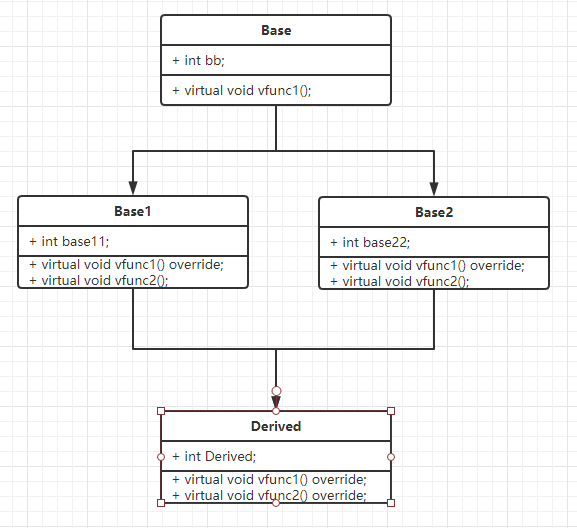 Base
+ int bb;
+ virtual void vfunc1();
Base1
+ int base11;
+ virtual void vfunc1() override;
+ virtual void vfunc2();
Base2
+ int base22;
+ virtual void vfunc1() override;
+ virtual void vfunc2();
Derived
+ int Derived;
+ virtual void vfunc1() override;
+ virtual void vfunc2() override;